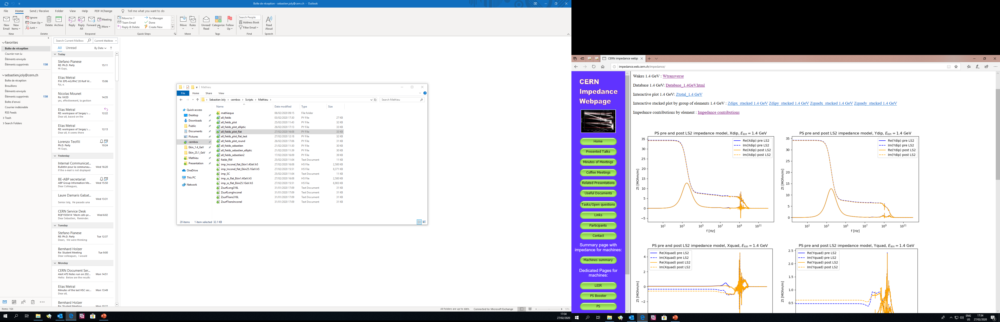 Boîte de réception - sebastien.joly@cern.ch - Outlook
File Home Send / Receive Folder View Help PDF-XChange Tell me what you want to do
New Email
New Items
Ignore
Clean Up
Junk
Delete
Archive
Reply
Reply All
Forward
Meeting
More
Move to: ?
Team Email
Reply & Delete
To Manager
Done
Create New
Move
Rules
Unread/ Read
Categorize
Follow Up
Search People
Address Book
Filter Email
Read Aloud
New Delete Respond Quick Steps Move Tags Find Speech
Favorites
Boîte de réception
Courrier non lu
Éléments envoyés
Éléments supprimés 158
sebastien.joly@cern.ch
Boîte de réception
Brouillons
Éléments envoyés
Éléments supprimés 158
Boîte d'envoi
Courrier indésirable
RSS Feeds
Trash
Search Folders
Items: 164
Search Current Mailbox Current Mailbox
All Unread By Date
Today
Stefano Pianese
RE: Ph.D. Party 15:11
Hi Guys,
Elias Metral
FW: EPS-AG/IPAC'20 Rolf W... 15:06
Fyi, e.
Nicolas Mounet
Re: IW2D 14:35
yes, effectivement, la gestion
Elias Metral
RE: workspace of Sergey's ... 12:22
Dear all, based on the
Elias Metral
RE: workspace of Sergey's ... 12:13
Dear all, it seems there
Lorenzo Teofili
Ph.D. Party 10:24
Hi Guys,
Yesterday
Internal Communicat...
Bulletin pour la communau... Wed 16:20
If the e-mail is not displayed
BE-ABP secretariat
ABP Group Information Me... Wed 15:50
Dear Colleagues,
Laure Damaris Gabat...
Wed 13:31
Senior Joly, He pasado una
CERN Service Desk
RQF1503414 'Mesh cells pr... Wed 6:02
Dear Sebastien, Reminder.
Tuesday
Stefano Pianese
RE: Ph.D. Party Tue 12:37
Dears, We were thinking
Bernhard Holzer
Re: Student Meeting Tue 9:00
Dear colleagues, I would
Monday
CERN Document Ser...
Alert ATS Notes run on 202... Mon 14:51
Hello: Below are the results
Elias Metral
Minutes of the last HSC sec... Mon 13:49
Dear all,
Bernhard Holzer
Re: Student Meeting Mon 10:22
Mathieu
File Home Share View
Sebastien Joly > cernbox > Scripts > Mathieu >
Search Mathieu
Name Date modified Type Size
Quick access
Desktop
Downloads
Public
Documents
Pictures
cernbox
Ekin_1.4_GeV
Ekin_25.1_GeV
Mathieu
Presentation
OneDrive
This PC
Network
mathiequa 06/02/2020 09:15 File folder
all_fields 03/02/2020 17:30 PY File 27 KB
all_fields_plot 25/02/2020 11:43 PY File 32 KB
all_fields_plot_elliptic 26/02/2020 17:13 PY File 33 KB
all_fields_plot_flat 27/02/2020 16:08 PY File 33 KB
all_fields_plot_flat_test 27/02/2020 12:18 PY File 32 KB
all_fields_plot_round 26/02/2020 17:06 PY File 31 KB
all_fields_sebastien 21/02/2020 11:30 PY File 30 KB
all_fields_sebastien_elliptic 21/02/2020 11:39 PY File 30 KB
all_fields_sebastien2 17/02/2020 16:09 PY File 39 KB
fields_RW 25/02/2020 11:04 Text Document 11 KB
imp_Inconel_flat_Ekin1.4GeV.h5 27/02/2020 16:08 H5 File 2,500 KB
imp_Inconel_flat_Ekin25.1GeV.h5 27/02/2020 15:51 H5 File 8,371 KB
imp_SC 25/02/2020 11:04 Text Document 11 KB
imp_ss_flat_Ekin1.4GeV.h5 27/02/2020 16:08 H5 File 2,500 KB
imp_ss_flat_Ekin25.1GeV.h5 27/02/2020 15:51 H5 File 6,903 KB
ZsurfLong316L 31/01/2020 17:09 Text Document 31 KB
ZsurfLongInconel 31/01/2020 17:09 Text Document 31 KB
ZsurfTrans316L 31/01/2020 17:09 Text Document 31 KB
ZsurfTransInconel 31/01/2020 17:09 Text Document 31 KB
20 items 1 item selected 32.1 KB
All folders are up to date. Connected to: Microsoft Exchange 10%
17:34
27/02/2020
CERN impedance webp
impedance.web.cern.ch/impedance/
CERN
Impedance
Webpage
Home
Presented Talks
Minutes of Meetings
Coffee Meetings
Related Presentations
Useful Documents
Tasks/Open questions
Links
Participants
Contact
Summary page with
impedance for machines:
Machines summary
Dedicated Pages for
machines:
LEIR
PS Booster
PS
Wakes 1.4 GeV : Wtransverse
Database 1.4 GeV: Database_1.4GeV.html
Interactive plot 1.4 GeV: Ztotal_1.4 GeV
Interactive stacked plot by group of elements 1.4 GeV : Zdipx_stacked 1.4 GeV Zdipy_stacked 1.4 GeV Zquadx_stacked 1.4 GeV Zquady_stacked 1.4 GeV
Impedance contributions by element : Impedance contributions
PS pre and post LS2 impedance model, Xdip, Ekin = 1.4 GeV
Re(Xdip) pre LS2
Im(Xdip) pre LS2
Re(Xdip) post LS2
Im(Xdip) post LS2
Zt [MOhm/m]
35
30
25
20
15
10
5
0
−5
10¹ 10³ 10⁵ 10⁷ 10⁹ 10¹¹
f [Hz]
PS pre and post LS2 impedance model, Ydip, Ekin = 1.4 GeV
Re(Ydip) pre LS2
Im(Ydip) pre LS2
Re(Ydip) post LS2
Im(Ydip) post LS2
Zt [MOhm/m]
35
30
25
20
15
10
5
0
10¹ 10³ 10⁵ 10⁷ 10⁹ 10¹¹
f [Hz]
PS pre and post LS2 impedance model, Xquad, Ekin = 1.4 GeV
Re(Xquad) pre LS2
Im(Xquad) pre LS2
Re(Xquad) post LS2
Im(Xquad) post LS2
Zt [MOhm/m]
4
2
0
−2
PS pre and post LS2 impedance model, Yquad, Ekin = 1.4 GeV
Re(Yquad) pre LS2
Im(Yquad) pre LS2
Re(Yquad) post LS2
Im(Yquad) post LS2
Zt [MOhm/m]
2.5
2.0
1.5
1.0
0.5
ENG
US
17:34
27/02/2020